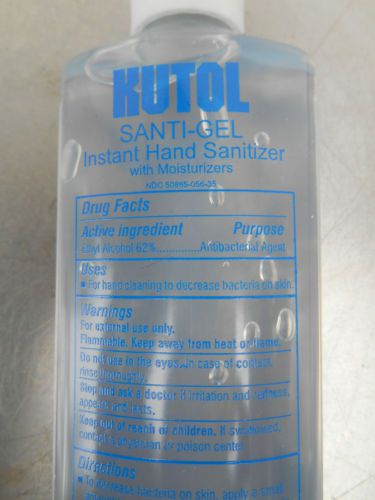 KUTOL
SANTI-GEL
Instant Hand Sanitizer
with Moisturizers
NDC 50865-056-35
Drug Facts
Active ingredient Purpose
Ethyl Alcohol 62%..............Antibacterial Agent
Uses
▪ For hand cleaning to decrease bacteria on skin.
Warnings
For external use only.
Flammable. Keep away from heat or flame.
Do not use in the eyes. In case of contact,
rinse thoroughly.
Stop and ask a doctor if irritation and redness,
appears and lasts.
Keep out of reach of children. If swallowed,
contact a physician or poison center.
Directions
▪ To decrease bacteria on skin, apply a small